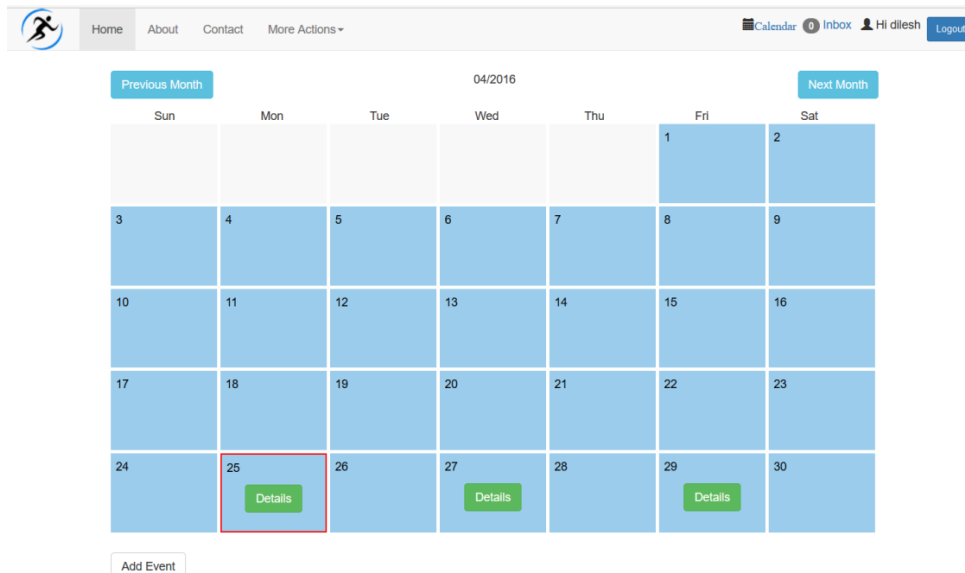 Home About Contact More Actions Calendar 0 Inbox Hi dilesh Logout
Previous Month 04/2016 Next Month
Sun Mon Tue Wed Thu Fri Sat
1 2
3 4 5 6 7 8 9
10 11 12 13 14 15 16
17 18 19 20 21 22 23
24 25 26 27 28 29 30
Details Details Details
Add Event